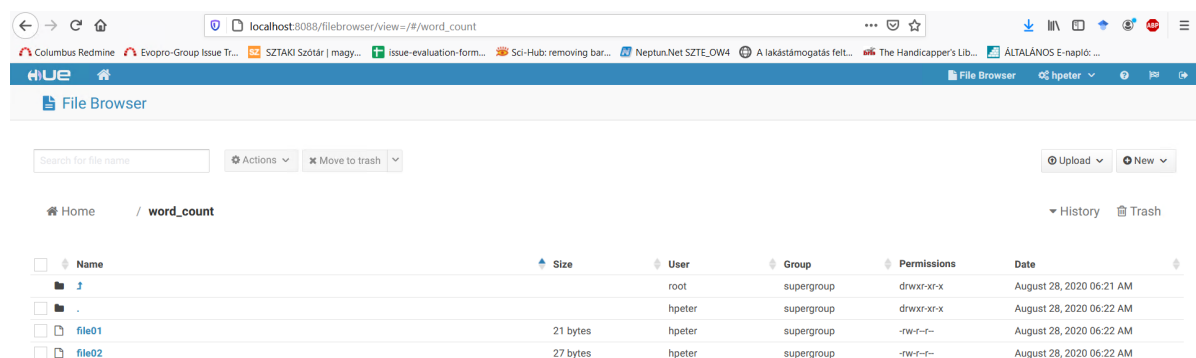 localhost:8088/filebrowser/view=/#/word_count
Columbus Redmine Evopro-Group Issue Tr... SZ SZTAKI Szótár | magy... issue-evaluation-form... Sci-Hub: removing bar... Neptun.Net SZTE_OW4 A lakástámogatás felt... The Handicapper's Lib... ÁLTALÁNOS E-napló: ...
HUE File Browser hpeter
File Browser
Search for file name Actions Move to trash Upload New
Home / word_count History Trash
Name Size User Group Permissions Date
root supergroup drwxr-xr-x August 28, 2020 06:21 AM
. hpeter supergroup drwxr-xr-x August 28, 2020 06:22 AM
file01 21 bytes hpeter supergroup -rw-r--r-- August 28, 2020 06:22 AM
file02 27 bytes hpeter supergroup -rw-r--r-- August 28, 2020 06:22 AM